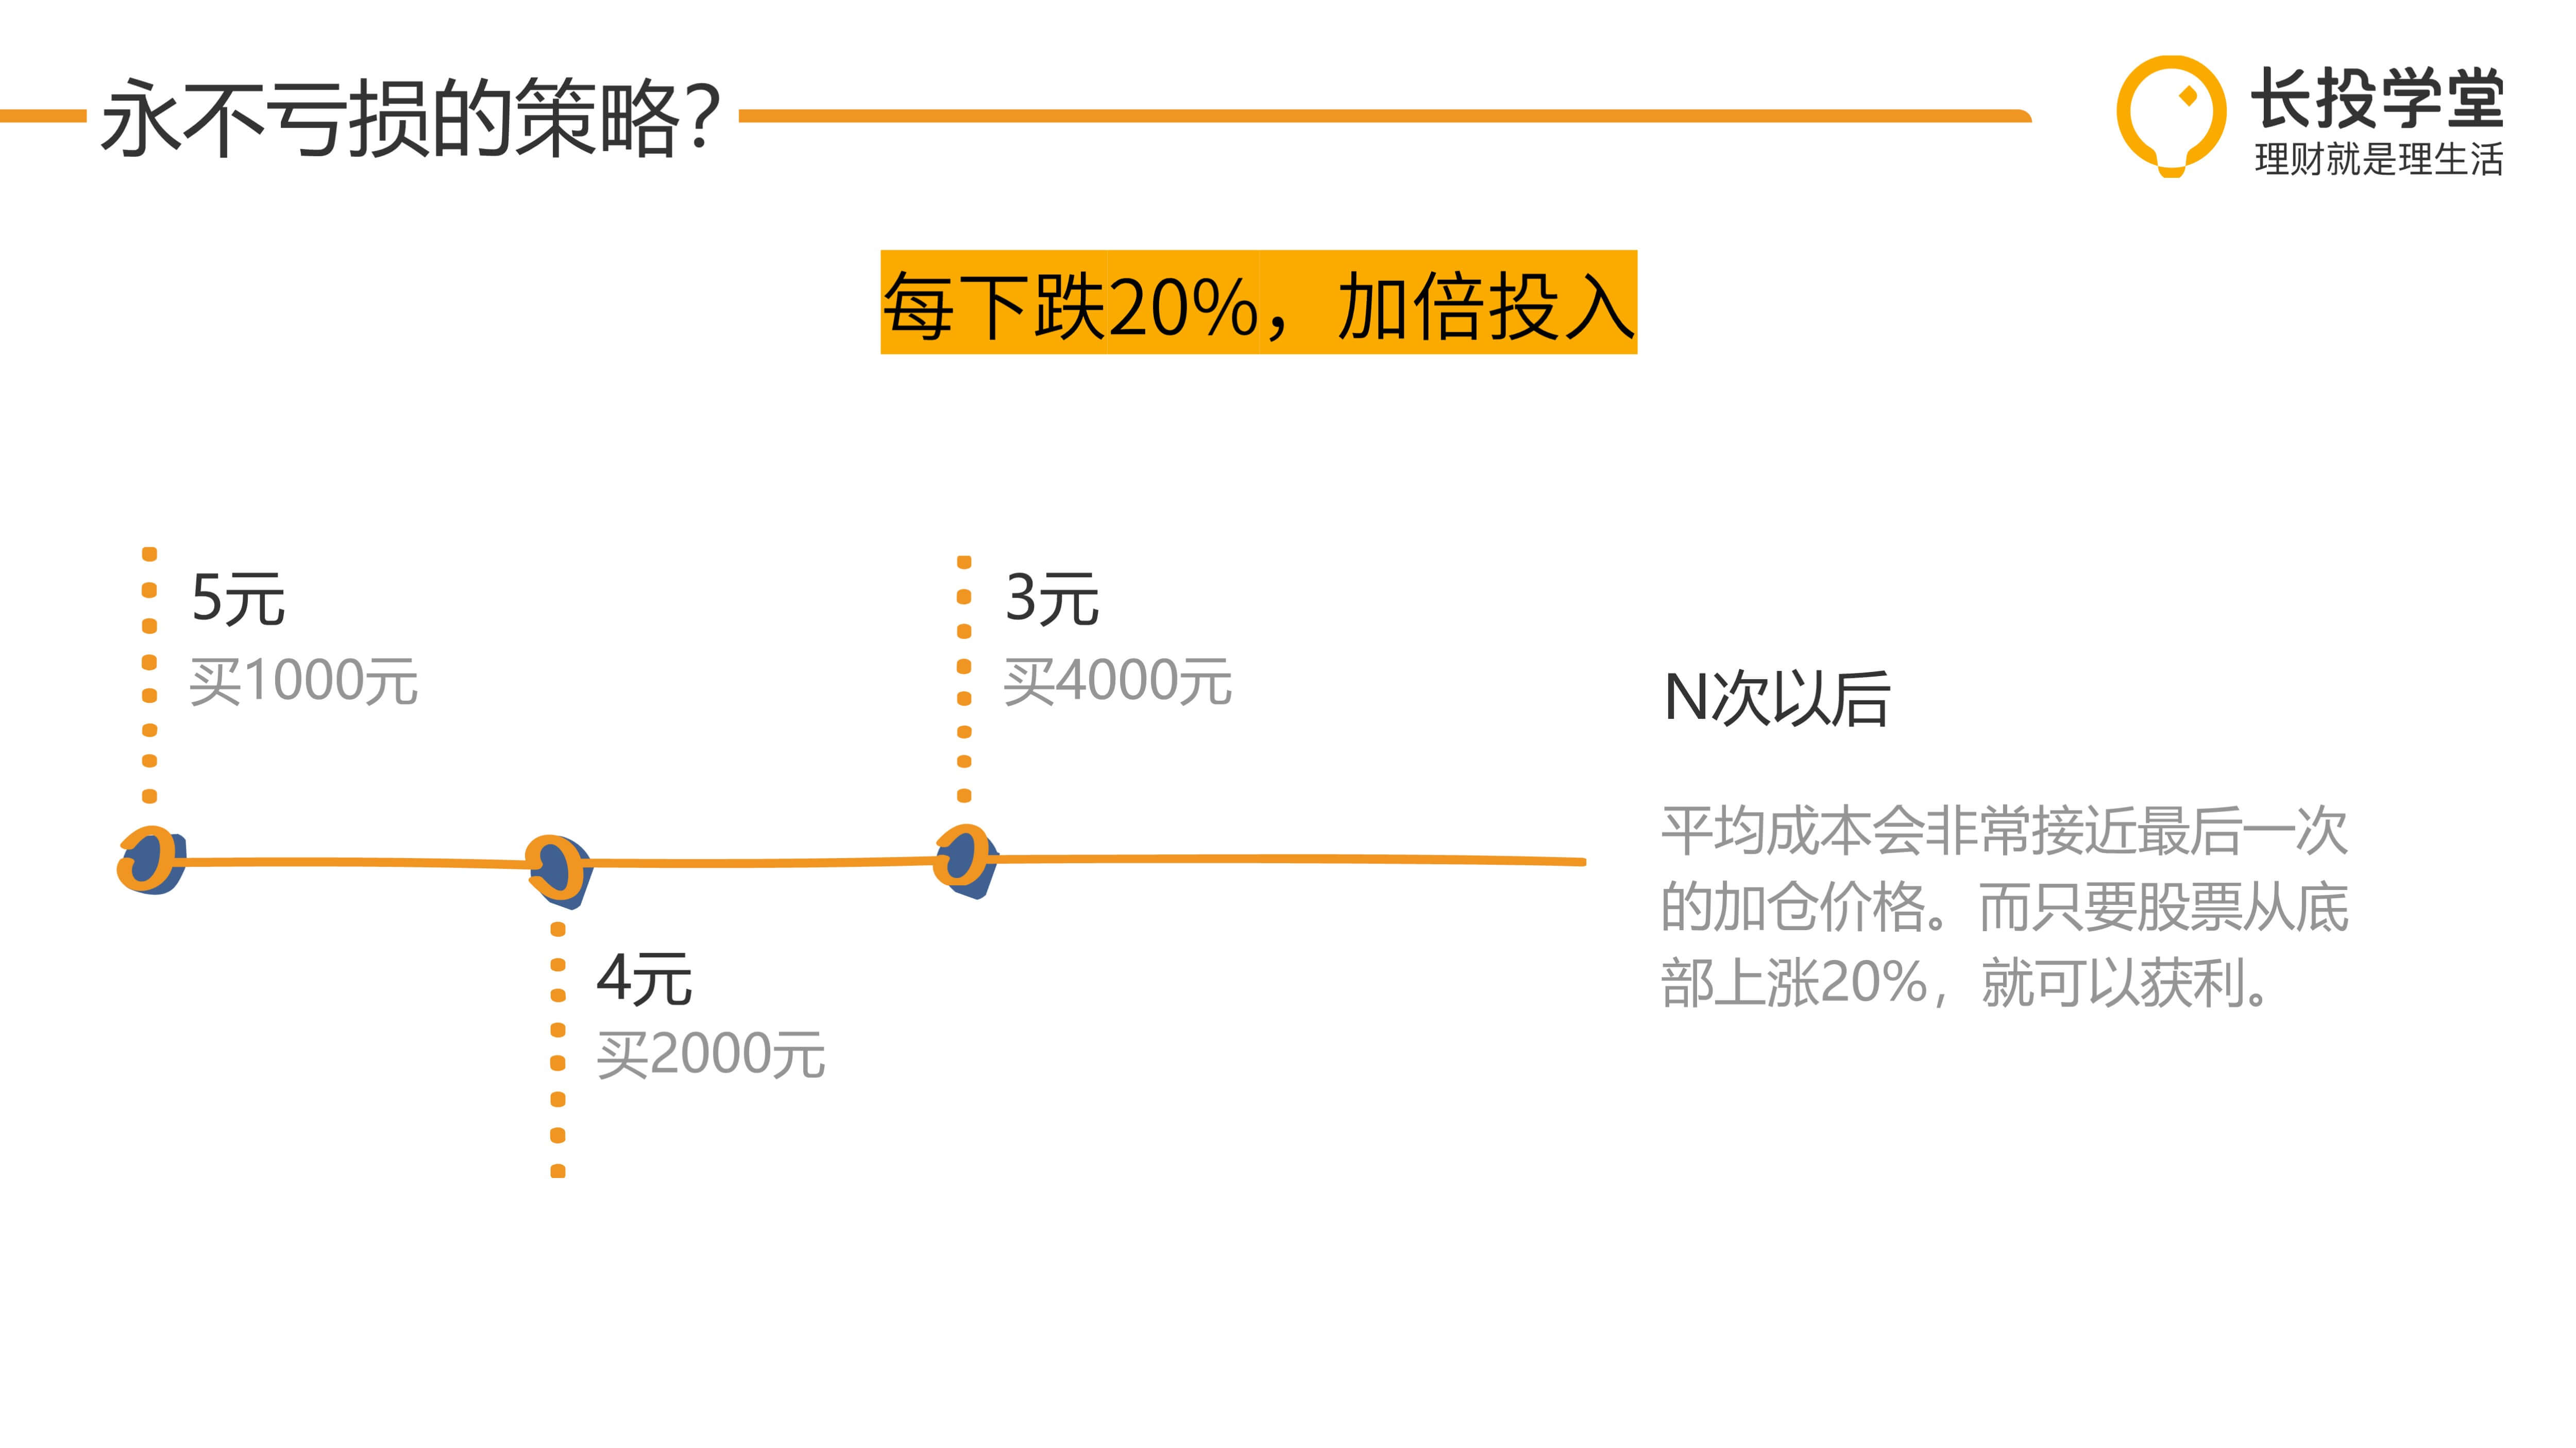 永不亏损的策略？
长投学堂
理财就是理生活
每下跌20%，加倍投入
5元
买1000元
4元
买2000元
3元
买4000元
N次以后
平均成本会非常接近最后一次
的加仓价格。而只要股票从底
部上涨20%，就可以获利。